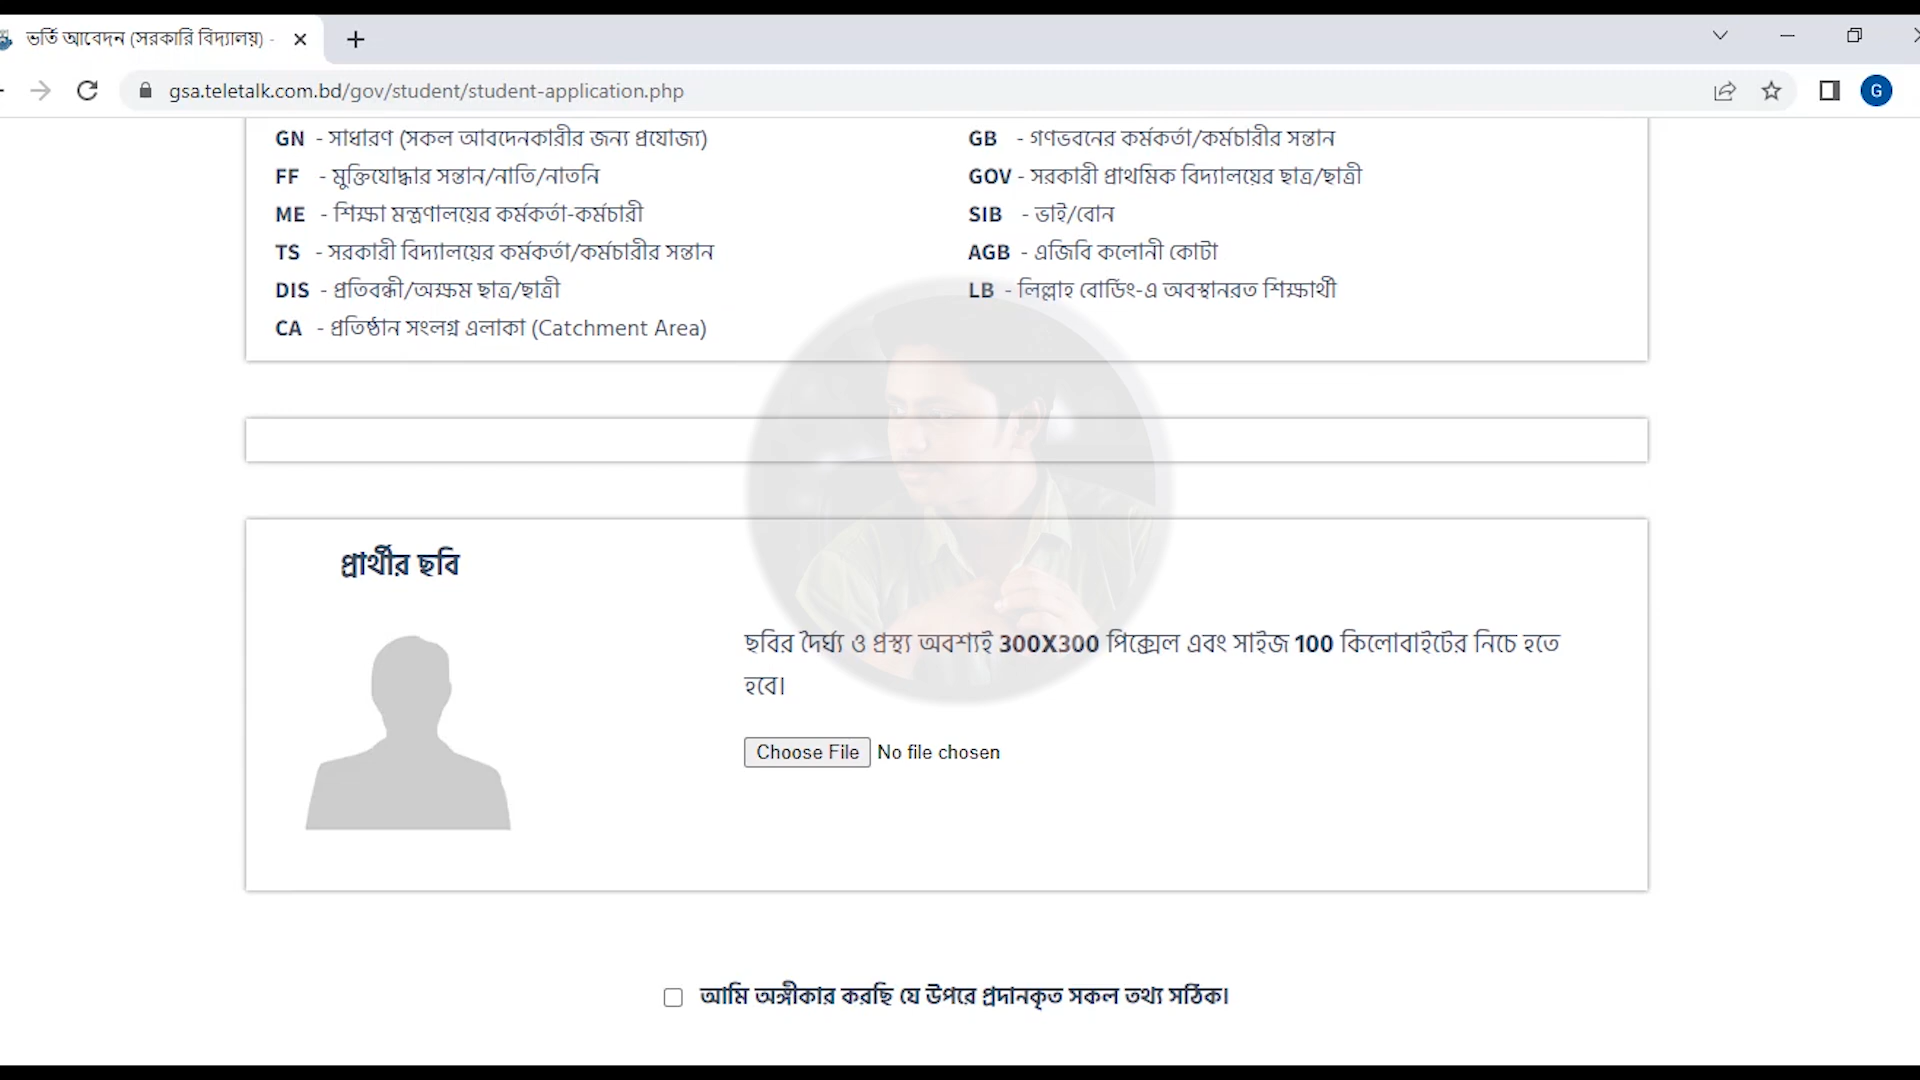 ভর্তি আবেদন (সরকারি বিদ্যালয়) -
gsa.teletalk.com.bd/gov/student/student-application.php
G
GN - সাধারণ (সকল আবদেনকারীর জন্য প্রযোজ্য)
FF - মুক্তিযোদ্ধার সন্তান/নাতি/নাতনি
ME - শিক্ষা মন্ত্রণালয়ের কর্মকর্তা-কর্মচারী
TS - সরকারী বিদ্যালয়ের কর্মকর্তা/কর্মচারীর সন্তান
DIS - প্রতিবন্ধী/অক্ষম ছাত্র/ছাত্রী
CA - প্রতিষ্ঠান সংলগ্ন এলাকা (Catchment Area)
GB - গণভবনের কর্মকর্তা/কর্মচারীর সন্তান
GOV - সরকারী প্রাথমিক বিদ্যালয়ের ছাত্র/ছাত্রী
SIB - ভাই/বোন
AGB - এজিবি কলোনী কোটা
LB - লিল্লাহ বোর্ডিং-এ অবস্থানরত শিক্ষার্থী
প্রার্থীর ছবি
ছবির দৈর্ঘ্য ও প্রস্থ্য অবশ্যই 300X300 পিক্সেল এবং সাইজ 100 কিলোবাইটের নিচে হতে
হবে।
Choose File No file chosen
আমি অঙ্গীকার করছি যে উপরে প্রদানকৃত সকল তথ্য সঠিক।